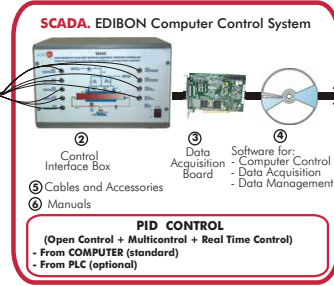 SCADA. EDIBON Computer Control System
② ③ ④
Control
Interface Box
Data
Acquisition
Board
Software for:
- Computer Control
- Data Acquisition
- Data Management
⑤ Cables and Accessories
⑥ Manuals
PID CONTROL
(Open Control + Multicontrol + Real Time Control)
- From COMPUTER (standard)
- From PLC (optional)